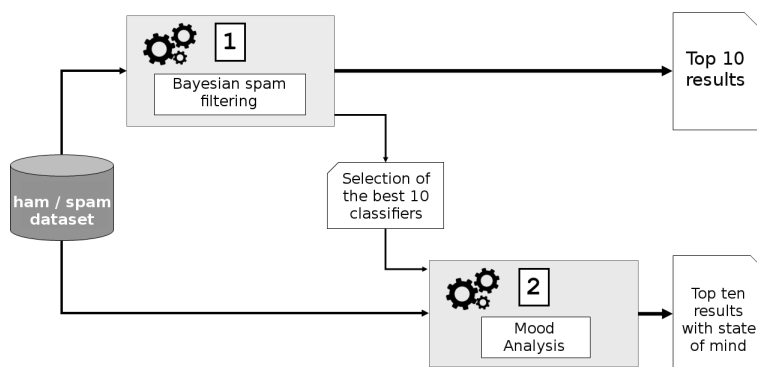 1
Bayesian spam
filtering
Top 10
results
ham / spam
dataset
Selection of
the best 10
classifiers
2
Mood
Analysis
Top ten
results
with state
of mind